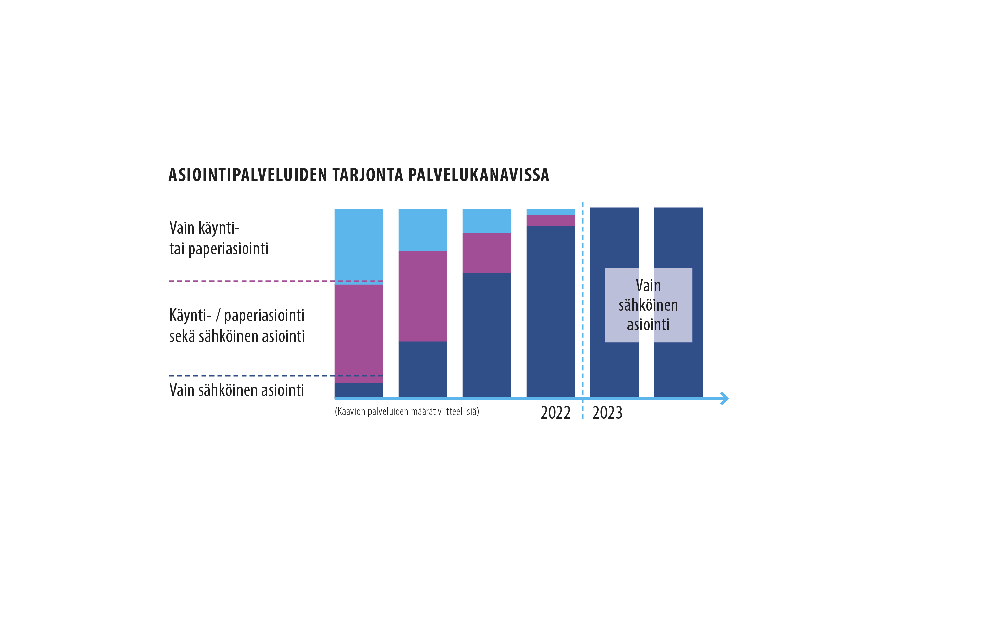 ASIOINTIPALVELUIDEN TARJONTA PALVELUKANAVISSA
Vain käynti-
tai paperiasiointi
Käynti- / paperiasiointi
sekä sähköinen asiointi
Vain sähköinen asiointi
Vain
sähköinen
asiointi
(Kaavion palveluiden määrät viitteellisiä)
2022
2023